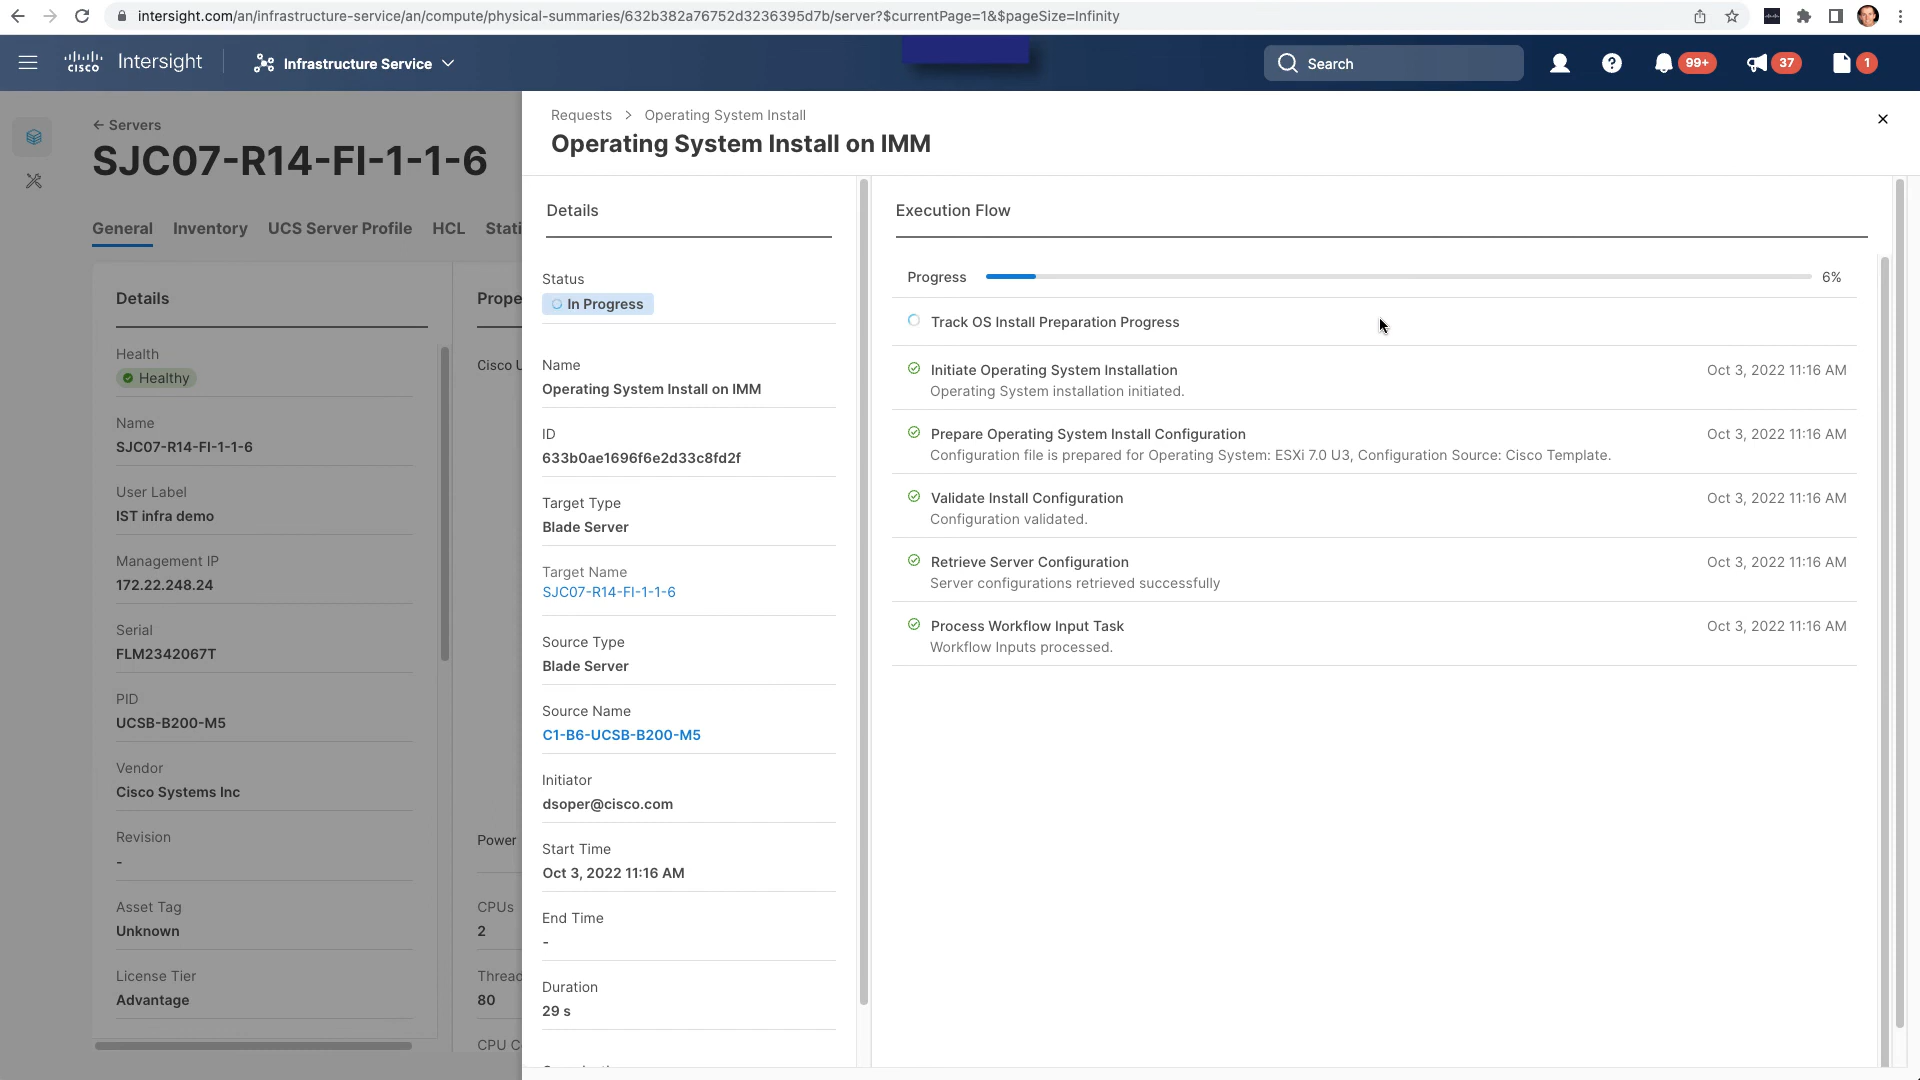 intersight.com/an/infrastructure-service/an/compute/physical-summaries/632b382a76752d3236395d7b/server?$currentPage=1&$pageSize=Infinity
CISCO Intersight
Infrastructure Service
Search
99+
37
1
← Servers
SJC07-R14-FI-1-1-6
General Inventory UCS Server Profile HCL Stati
Details
Health
Healthy
Name
SJC07-R14-FI-1-1-6
User Label
IST infra demo
Management IP
172.22.248.24
Serial
FLM2342067T
PID
UCSB-B200-M5
Vendor
Cisco Systems Inc
Revision
-
Asset Tag
Unknown
License Tier
Advantage
Prope
Cisco U
Power
CPUs
2
Thread
80
CPU C
Requests > Operating System Install
Operating System Install on IMM
Details
Status
In Progress
Name
Operating System Install on IMM
ID
633b0ae1696f6e2d33c8fd2f
Target Type
Blade Server
Target Name
SJC07-R14-FI-1-1-6
Source Type
Blade Server
Source Name
C1-B6-UCSB-B200-M5
Initiator
dsoper@cisco.com
Start Time
Oct 3, 2022 11:16 AM
End Time
-
Duration
29 s
Execution Flow
Progress 6%
Track OS Install Preparation Progress
Initiate Operating System Installation Oct 3, 2022 11:16 AM
Operating System installation initiated.
Prepare Operating System Install Configuration Oct 3, 2022 11:16 AM
Configuration file is prepared for Operating System: ESXi 7.0 U3, Configuration Source: Cisco Template.
Validate Install Configuration Oct 3, 2022 11:16 AM
Configuration validated.
Retrieve Server Configuration Oct 3, 2022 11:16 AM
Server configurations retrieved successfully
Process Workflow Input Task Oct 3, 2022 11:16 AM
Workflow Inputs processed.